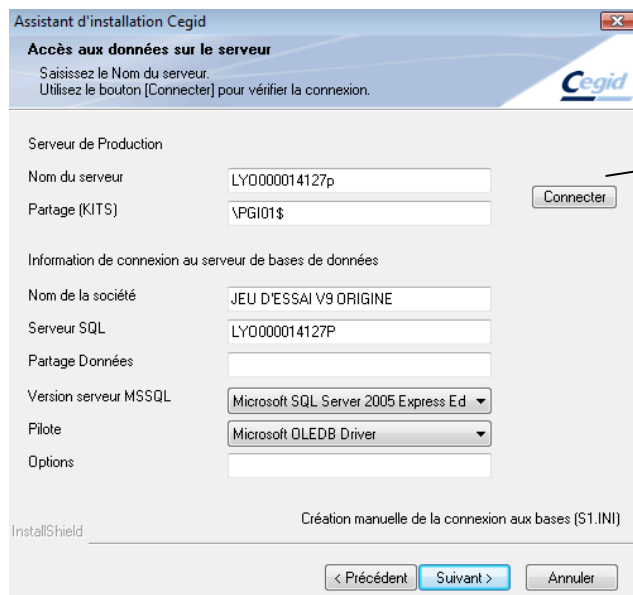 Assistant d'installation Cegid
Accès aux données sur le serveur
Saisissez le Nom du serveur.
Utilisez le bouton [Connecter] pour vérifier la connexion.
Cegid
Serveur de Production
Nom du serveur LYO000014127p
Connecter
Partage (KITS) \PGI01$
Information de connexion au serveur de bases de données
Nom de la société JEU D'ESSAI V9 ORIGINE
Serveur SQL LYO000014127P
Partage Données
Version serveur MSSQL Microsoft SQL Server 2005 Express Ed
Pilote Microsoft OLEDB Driver
Options
Création manuelle de la connexion aux bases (S1.INI)
InstallShield
< Précédent Suivant > Annuler